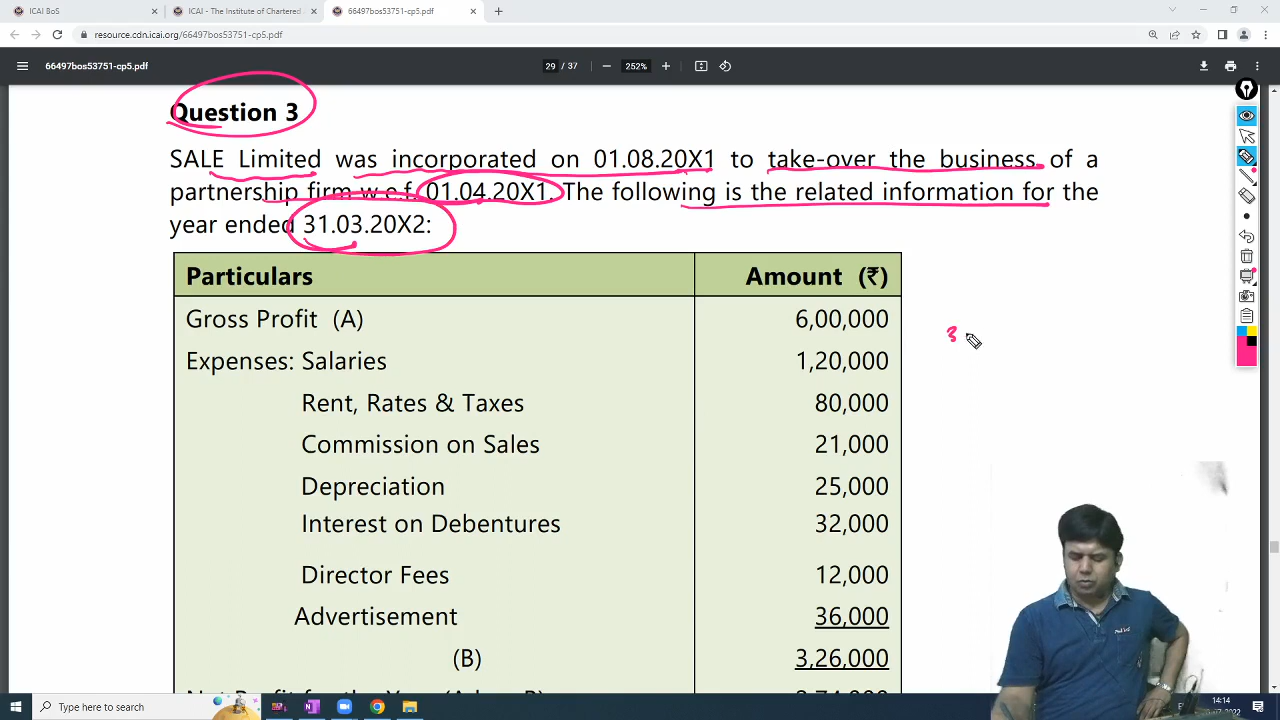 ICAI BoS
ICAI - The Institute of Chartered
66497bos53751-cp5.pdf
resource.cdn.icai.org/66497bos53751-cp5.pdf
66497bos53751-cp5.pdf
29 / 37
252%
Question 3
SALE Limited was incorporated on 01.08.20X1 to take-over the business of a
partnership firm w.e.f. 01.04.20X1. The following is the related information for the
year ended 31.03.20X2:
Particulars Amount (₹)
Gross Profit (A) 6,00,000
Expenses: Salaries 1,20,000
Rent, Rates & Taxes 80,000
Commission on Sales 21,000
Depreciation 25,000
Interest on Debentures 32,000
Director Fees 12,000
Advertisement 36,000
(B) 3,26,000
Type here to search
14:14